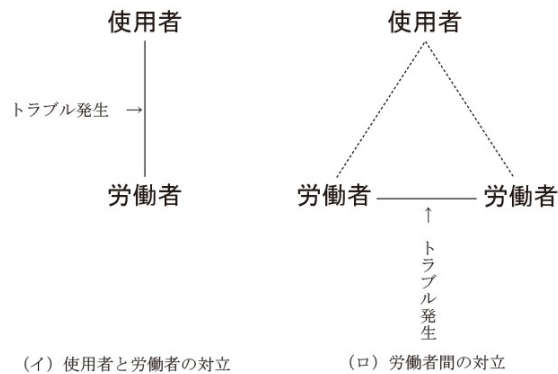 使用者
トラブル発生 →
労働者
(イ) 使用者と労働者の対立
使用者
労働者
労働者
↑
トラブル発生
(ロ) 労働者間の対立